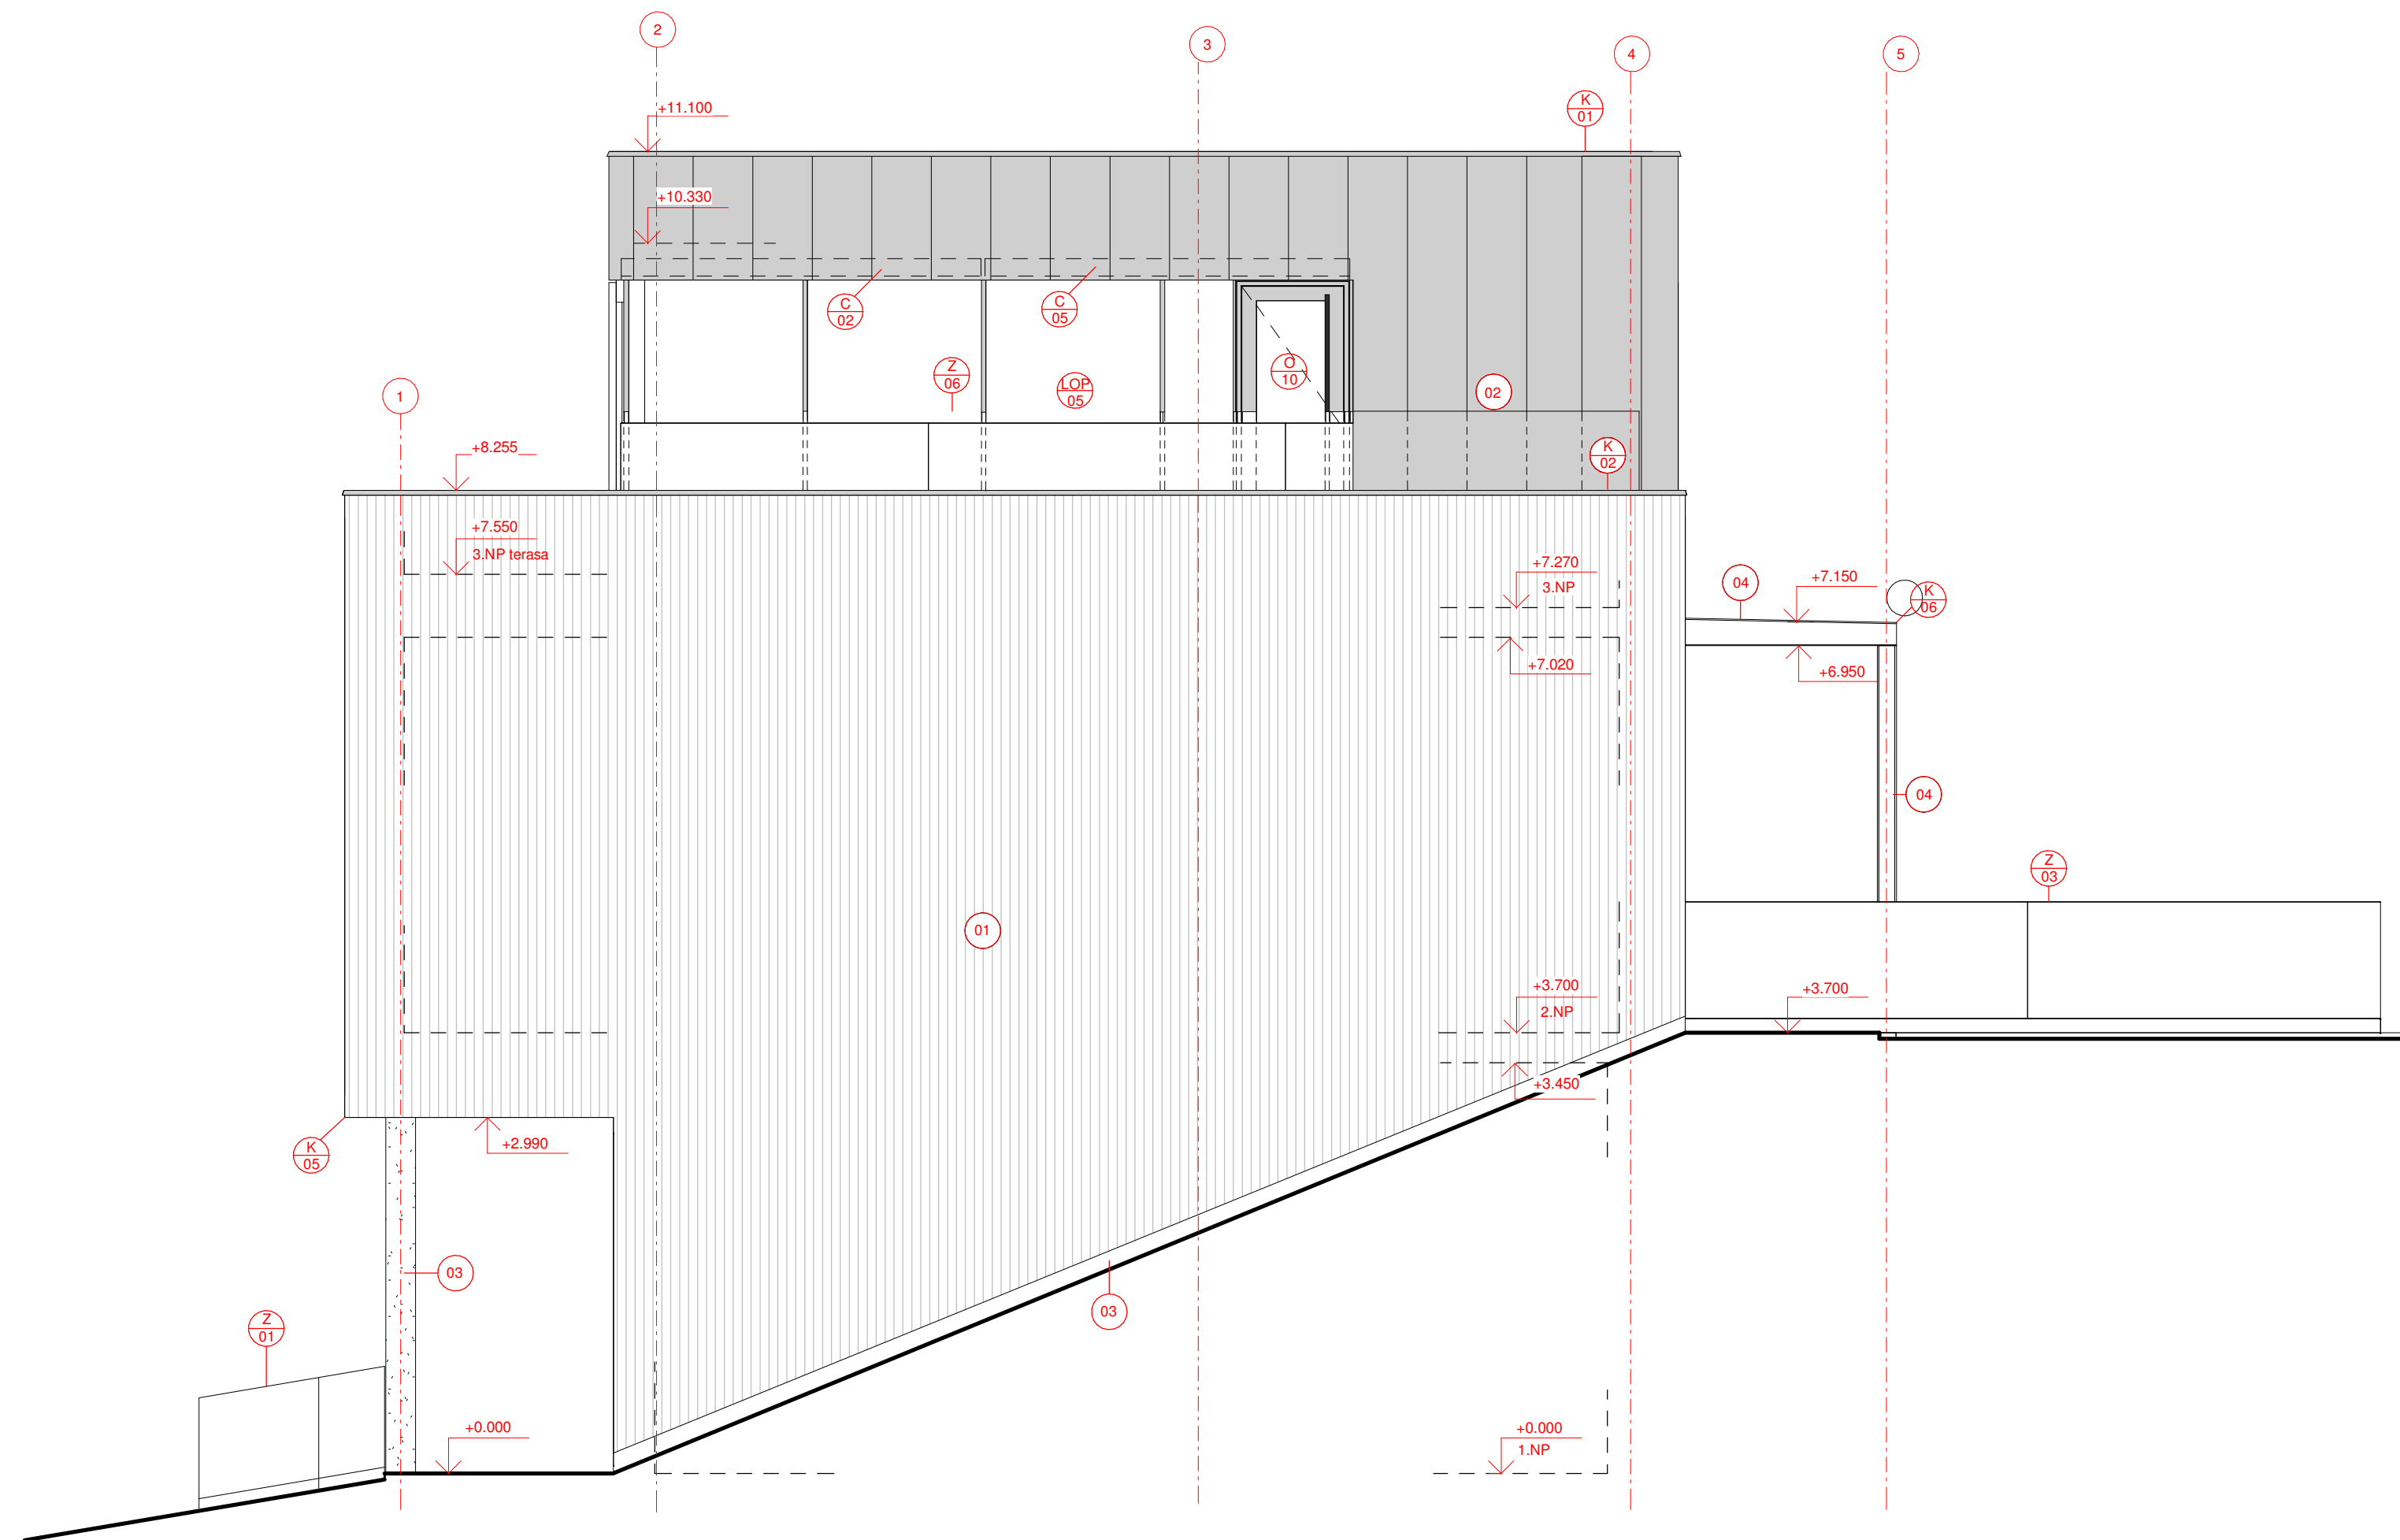 2
3
4
5
K
01
+11.100
+10.330
C
02
C
05
Z
06
LOP
05
O
10
02
1
+8.255
K
02
+7.550
3.NP terasa
+7.270
3.NP
04
+7.150
K
06
+7.020
+6.950
04
Z
03
01
+3.700
2.NP
+3.700
+3.450
K
05
+2.990
03
03
Z
01
+0.000
+0.000
1.NP